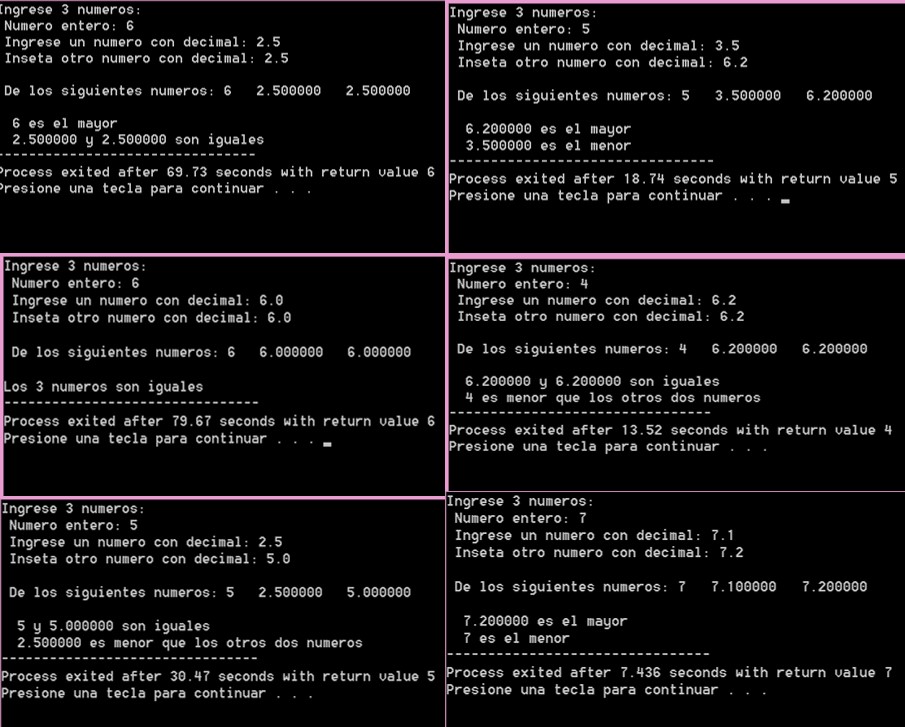 Ingrese 3 numeros:
Numero entero: 6
Ingrese un numero con decimal: 2.5
Inseta otro numero con decimal: 2.5
De los siguientes numeros: 6 2.500000 2.500000
6 es el mayor
2.500000 y 2.500000 son iguales
-------------------------------
Process exited after 69.73 seconds with return value 6
Presione una tecla para continuar . . .
Ingrese 3 numeros:
Numero entero: 5
Ingrese un numero con decimal: 3.5
Inseta otro numero con decimal: 6.2
De los siguientes numeros: 5 3.500000 6.200000
6.200000 es el mayor
3.500000 es el menor
--------------------------------
Process exited after 18.74 seconds with return value 5
Presione una tecla para continuar . . .
Ingrese 3 numeros:
Numero entero: 6
Ingrese un numero con decimal: 6.0
Inseta otro numero con decimal: 6.0
De los siguientes numeros: 6 6.000000 6.000000
Los 3 numeros son iguales
--------------------------------
Process exited after 79.67 seconds with return value 6
Presione una tecla para continuar . . .
Ingrese 3 numeros:
Numero entero: 4
Ingrese un numero con decimal: 6.2
Inseta otro numero con decimal: 6.2
De los siguientes numeros: 4 6.200000 6.200000
6.200000 y 6.200000 son iguales
4 es menor que los otros dos numeros
--------------------------------
Process exited after 13.52 seconds with return value 4
Presione una tecla para continuar . . .
Ingrese 3 numeros:
Numero entero: 5
Ingrese un numero con decimal: 2.5
Inseta otro numero con decimal: 5.0
De los siguientes numeros: 5 2.500000 5.000000
5 y 5.000000 son iguales
2.500000 es menor que los otros dos numeros
--------------------------------
Process exited after 30.47 seconds with return value 5
Presione una tecla para continuar . . .
Ingrese 3 numeros:
Numero entero: 7
Ingrese un numero con decimal: 7.1
Inseta otro numero con decimal: 7.2
De los siguientes numeros: 7 7.100000 7.200000
7.200000 es el mayor
7 es el menor
--------------------------------
Process exited after 7.436 seconds with return value 7
Presione una tecla para continuar . . .